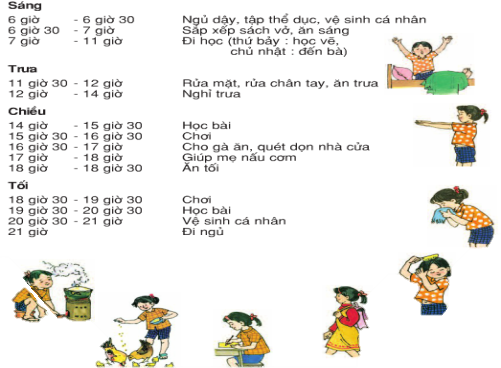 Sáng
6 giờ - 6 giờ 30 Ngủ dậy, tập thể dục, vệ sinh cá nhân
6 giờ 30 - 7 giờ Sắp xếp sách vở, ăn sáng
7 giờ - 11 giờ Đi học (thứ bảy : học vẽ,
chủ nhật : đến bà)
Trưa
11 giờ 30 - 12 giờ Rửa mặt, rửa chân tay, ăn trưa
12 giờ - 14 giờ Nghỉ trưa
Chiều
14 giờ - 15 giờ 30 Học bài
15 giờ 30 - 16 giờ 30 Chơi
16 giờ 30 - 17 giờ Cho gà ăn, quét dọn nhà cửa
17 giờ - 18 giờ Giúp mẹ nấu cơm
18 giờ - 18 giờ 30 Ăn tối
Tối
18 giờ 30 - 19 giờ 30 Chơi
19 giờ 30 - 20 giờ 30 Học bài
20 giờ 30 - 21 giờ Vệ sinh cá nhân
21 giờ Đi ngủ